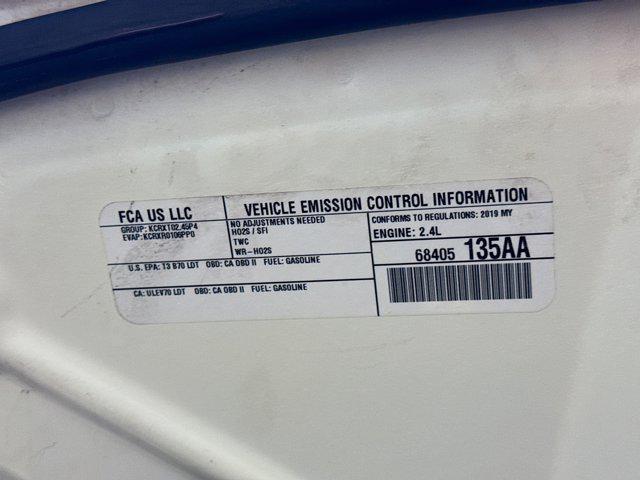 FCA US LLC
GROUP: KCRXT02.45P4
EVAP: KCRXR0106PP0
VEHICLE EMISSION CONTROL INFORMATION
NO ADJUSTMENTS NEEDED
HO2S / SFI
TWC
WR-HO2S
CONFORMS TO REGULATIONS: 2019 MY
ENGINE: 2.4L
68405 135AA
U.S. EPA: T3 B70 LDT OBD: CA OBD II FUEL: GASOLINE
CA: ULEV70 LDT OBD: CA OBD II FUEL: GASOLINE